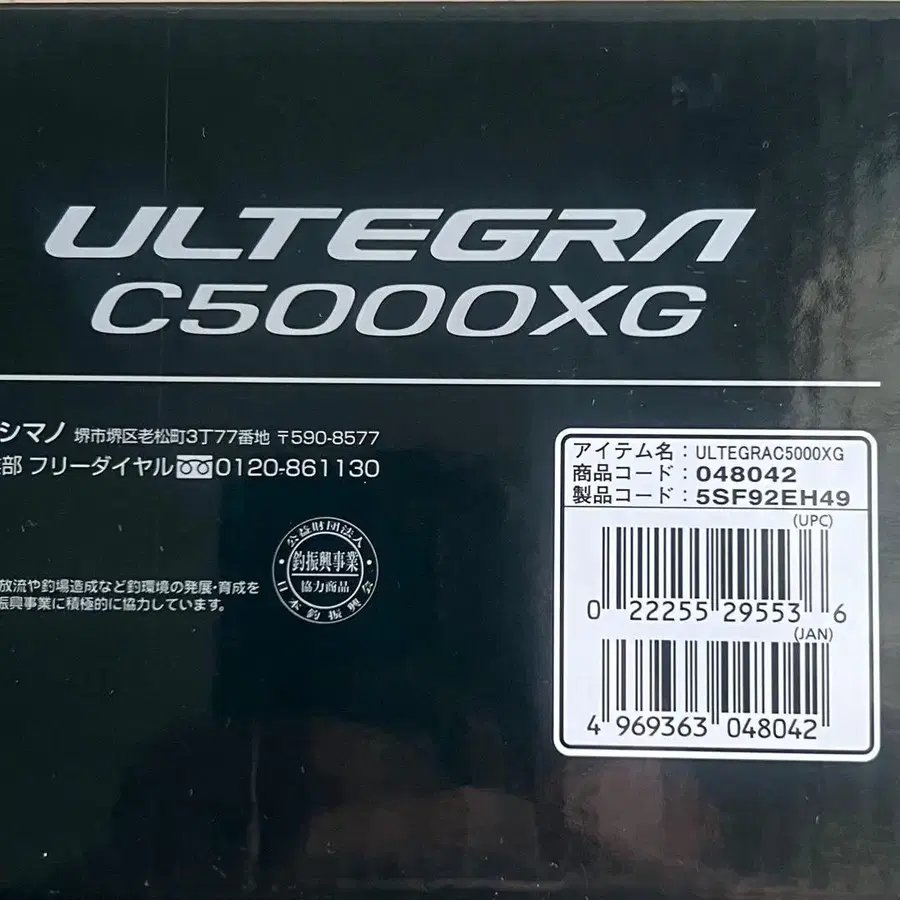 ULTEGRA
C5000XG
シマノ 堺市堺区老松町3丁77番地 〒590-8577
部 フリーダイヤル 0120-861130
公益財団法人
釣振興事業
協力商品
日本釣振興会
放流や釣場造成など釣環境の発展・育成を
振興事業に積極的に協力しています。
アイテム名：ULTEGRAC5000XG
商品コード：048042
製品コード：5SF92EH49
(UPC)
0 22255 29553 6
(JAN)
4 969363 048042